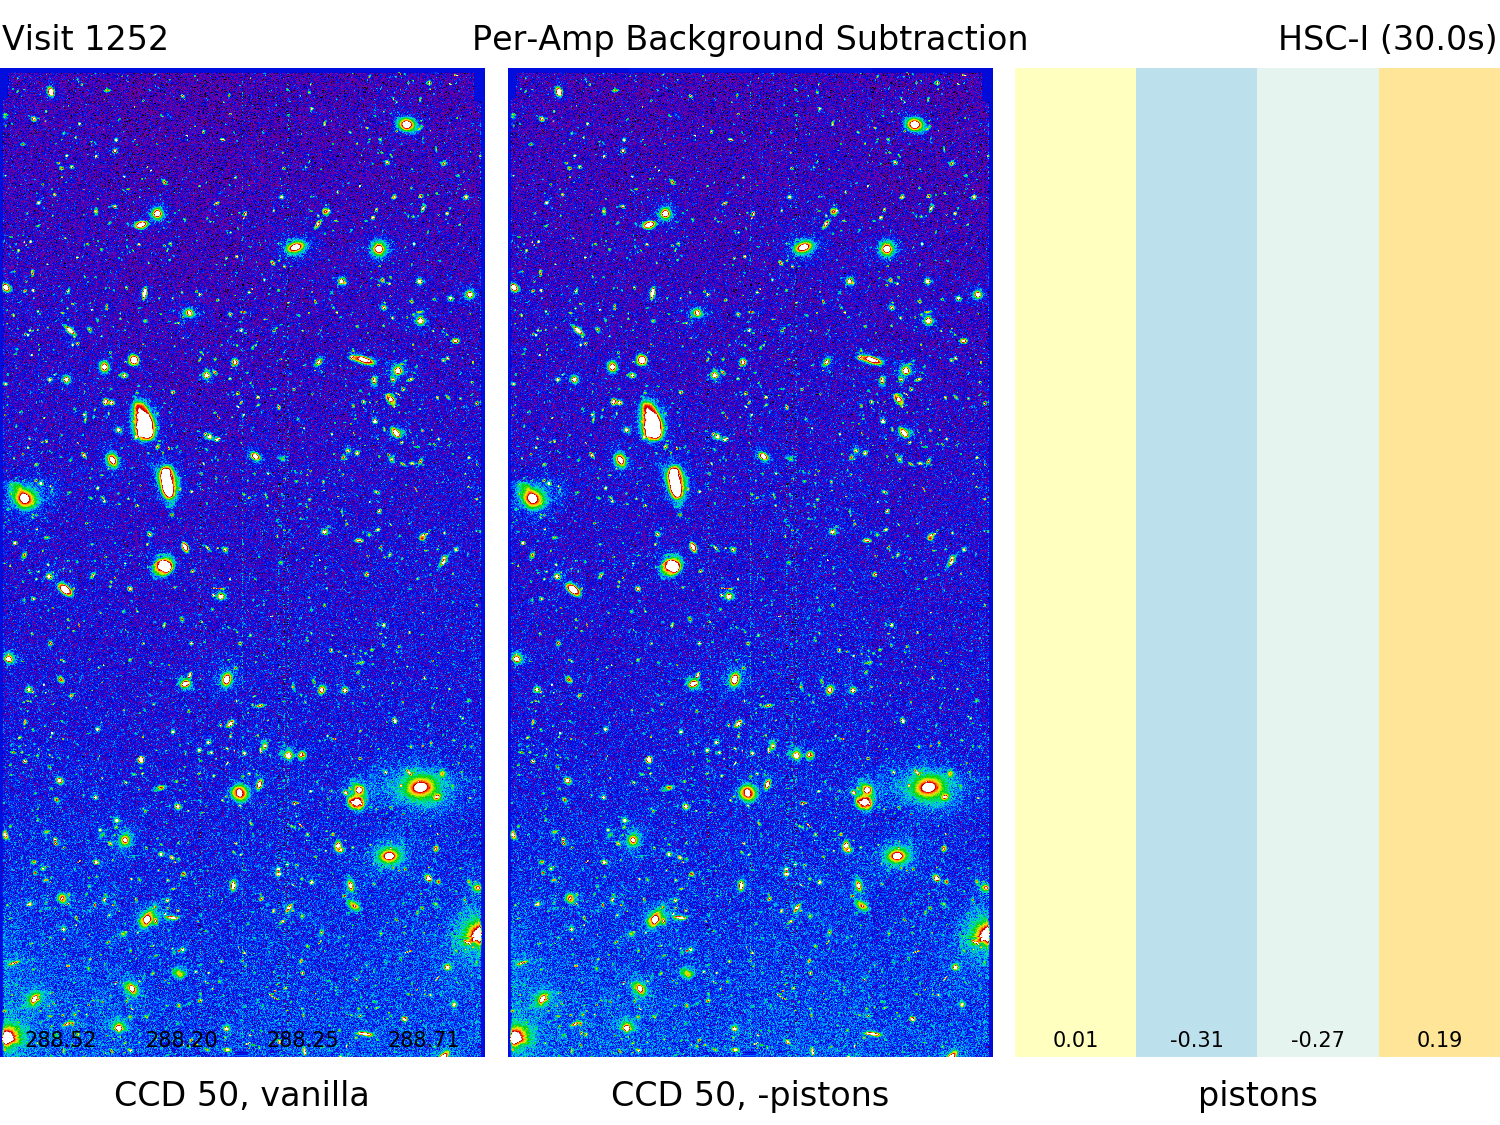 Visit 1252 Per-Amp Background Subtraction HSC-I (30.0s)
288.52 288.20 288.25 288.71 0.01 -0.31 -0.27 0.19
CCD 50, vanilla CCD 50, -pistons pistons